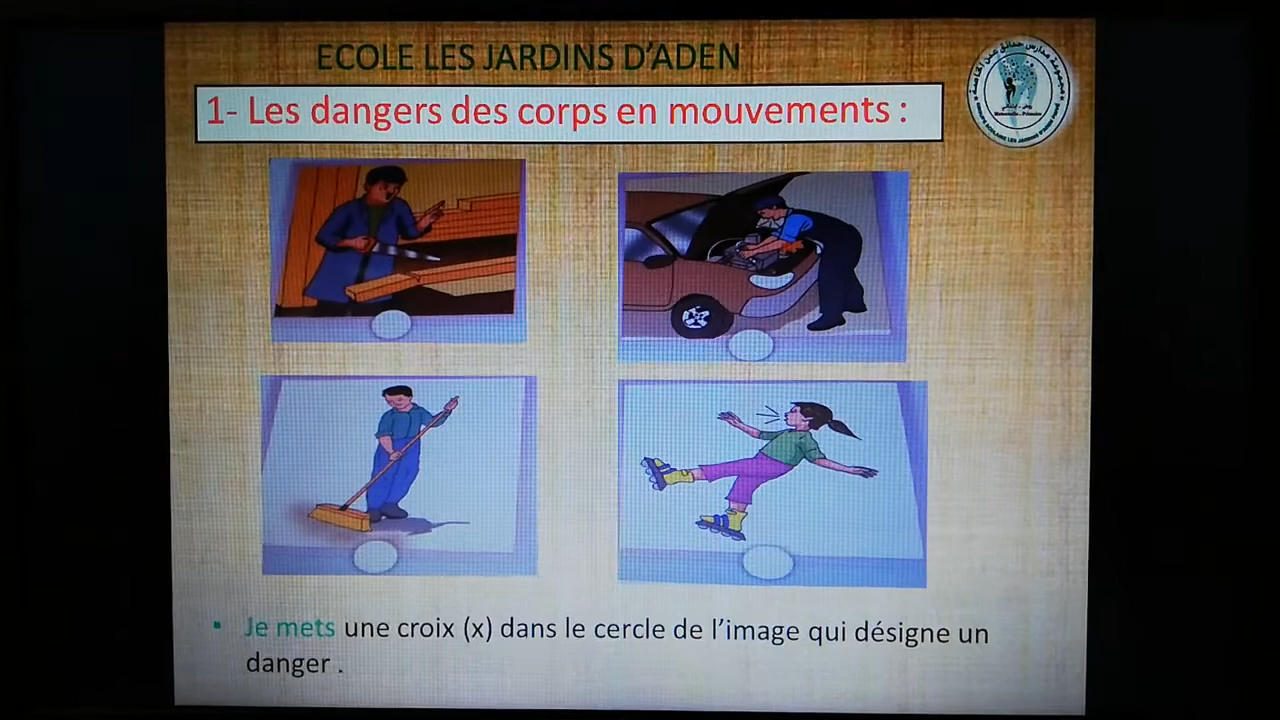 ECOLE LES JARDINS D'ADEN
1- Les dangers des corps en mouvements :
• Je mets une croix (x) dans le cercle de l'image qui désigne un
danger .